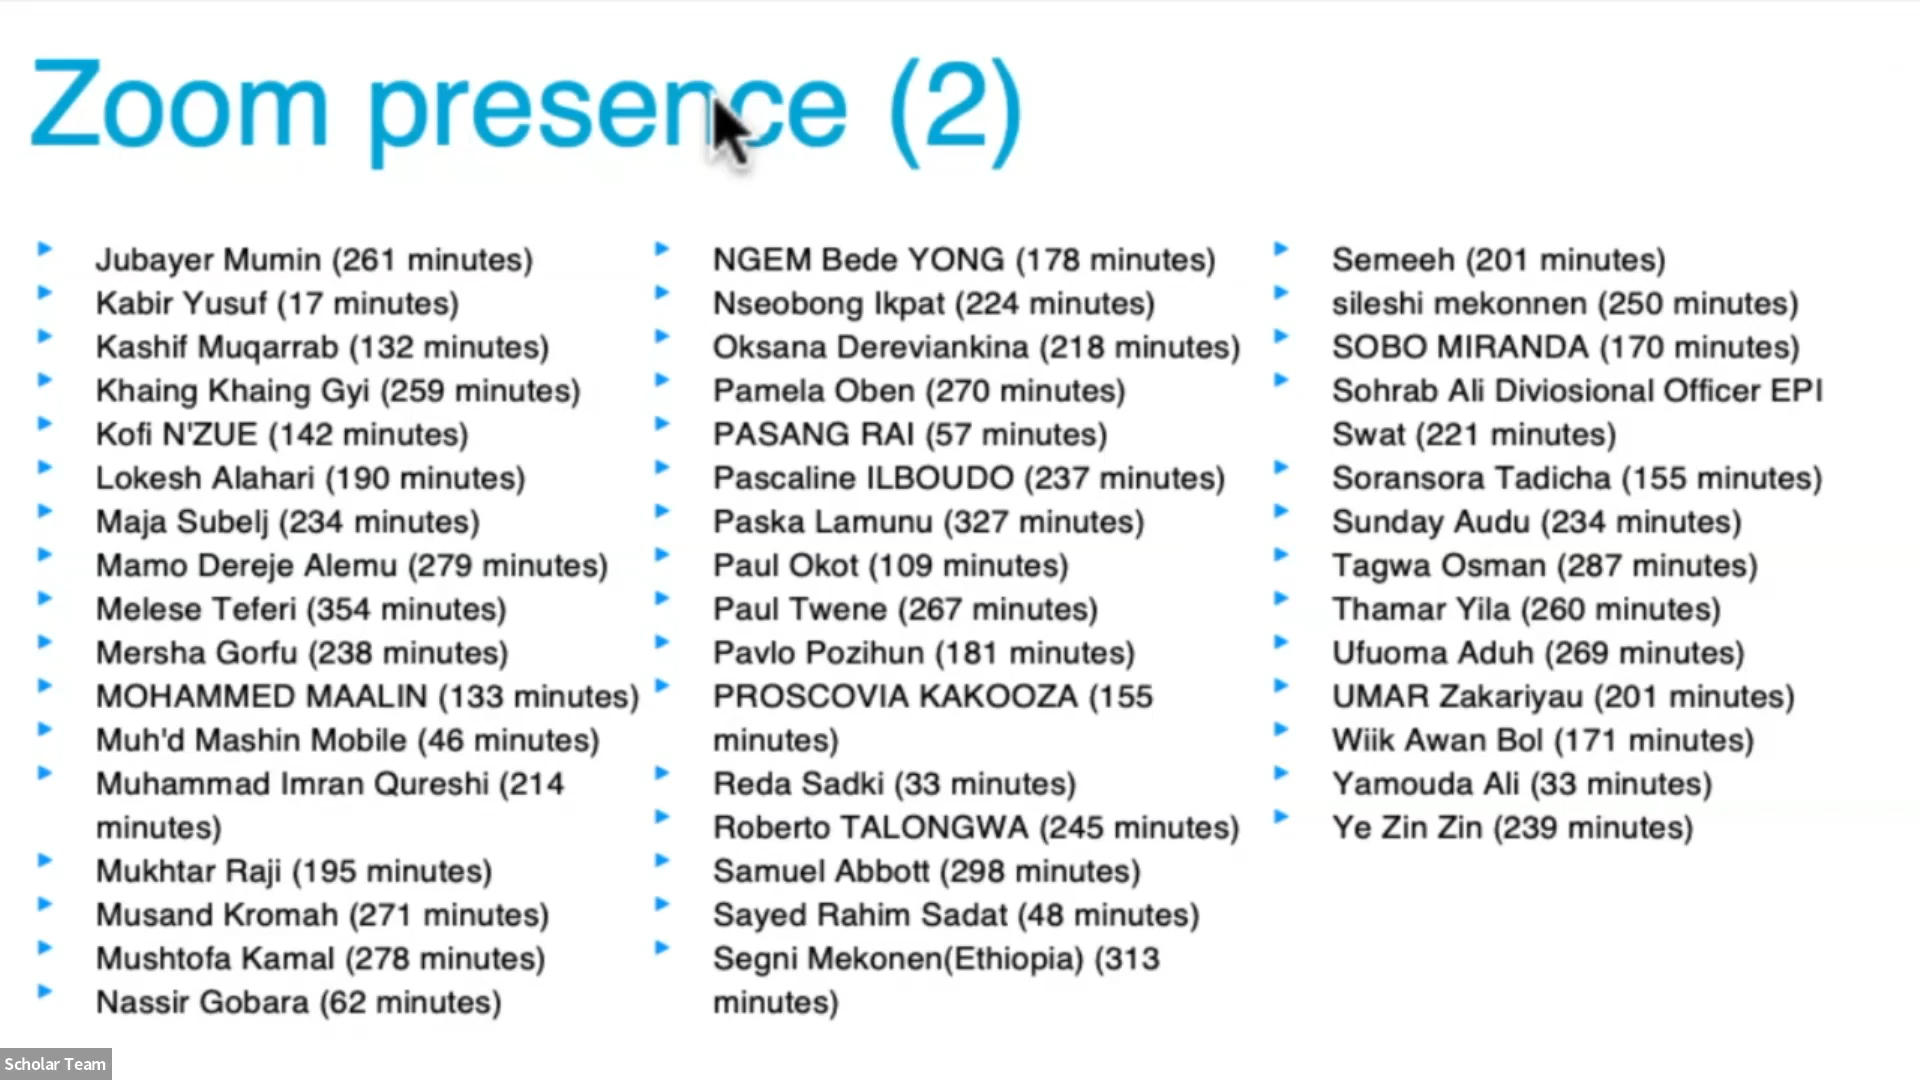 Zoom presence (2)
Jubayer Mumin (261 minutes)
Kabir Yusuf (17 minutes)
Kashif Muqarrab (132 minutes)
Khaing Khaing Gyi (259 minutes)
Kofi N'ZUE (142 minutes)
Lokesh Alahari (190 minutes)
Maja Subelj (234 minutes)
Mamo Dereje Alemu (279 minutes)
Melese Teferi (354 minutes)
Mersha Gorfu (238 minutes)
MOHAMMED MAALIN (133 minutes)
Muh'd Mashin Mobile (46 minutes)
Muhammad Imran Qureshi (214
minutes)
Mukhtar Raji (195 minutes)
Musand Kromah (271 minutes)
Mushtofa Kamal (278 minutes)
Nassir Gobara (62 minutes)
NGEM Bede YONG (178 minutes)
Nseobong Ikpat (224 minutes)
Oksana Dereviankina (218 minutes)
Pamela Oben (270 minutes)
PASANG RAI (57 minutes)
Pascaline ILBOUDO (237 minutes)
Paska Lamunu (327 minutes)
Paul Okot (109 minutes)
Paul Twene (267 minutes)
Pavlo Pozihun (181 minutes)
PROSCOVIA KAKOOZA (155
minutes)
Reda Sadki (33 minutes)
Roberto TALONGWA (245 minutes)
Samuel Abbott (298 minutes)
Sayed Rahim Sadat (48 minutes)
Segni Mekonen(Ethiopia) (313
minutes)
Semeeh (201 minutes)
sileshi mekonnen (250 minutes)
SOBO MIRANDA (170 minutes)
Sohrab Ali Diviosional Officer EPI
Swat (221 minutes)
Soransora Tadicha (155 minutes)
Sunday Audu (234 minutes)
Tagwa Osman (287 minutes)
Thamar Yila (260 minutes)
Ufuoma Aduh (269 minutes)
UMAR Zakariyau (201 minutes)
Wiik Awan Bol (171 minutes)
Yamouda Ali (33 minutes)
Ye Zin Zin (239 minutes)
Scholar Team